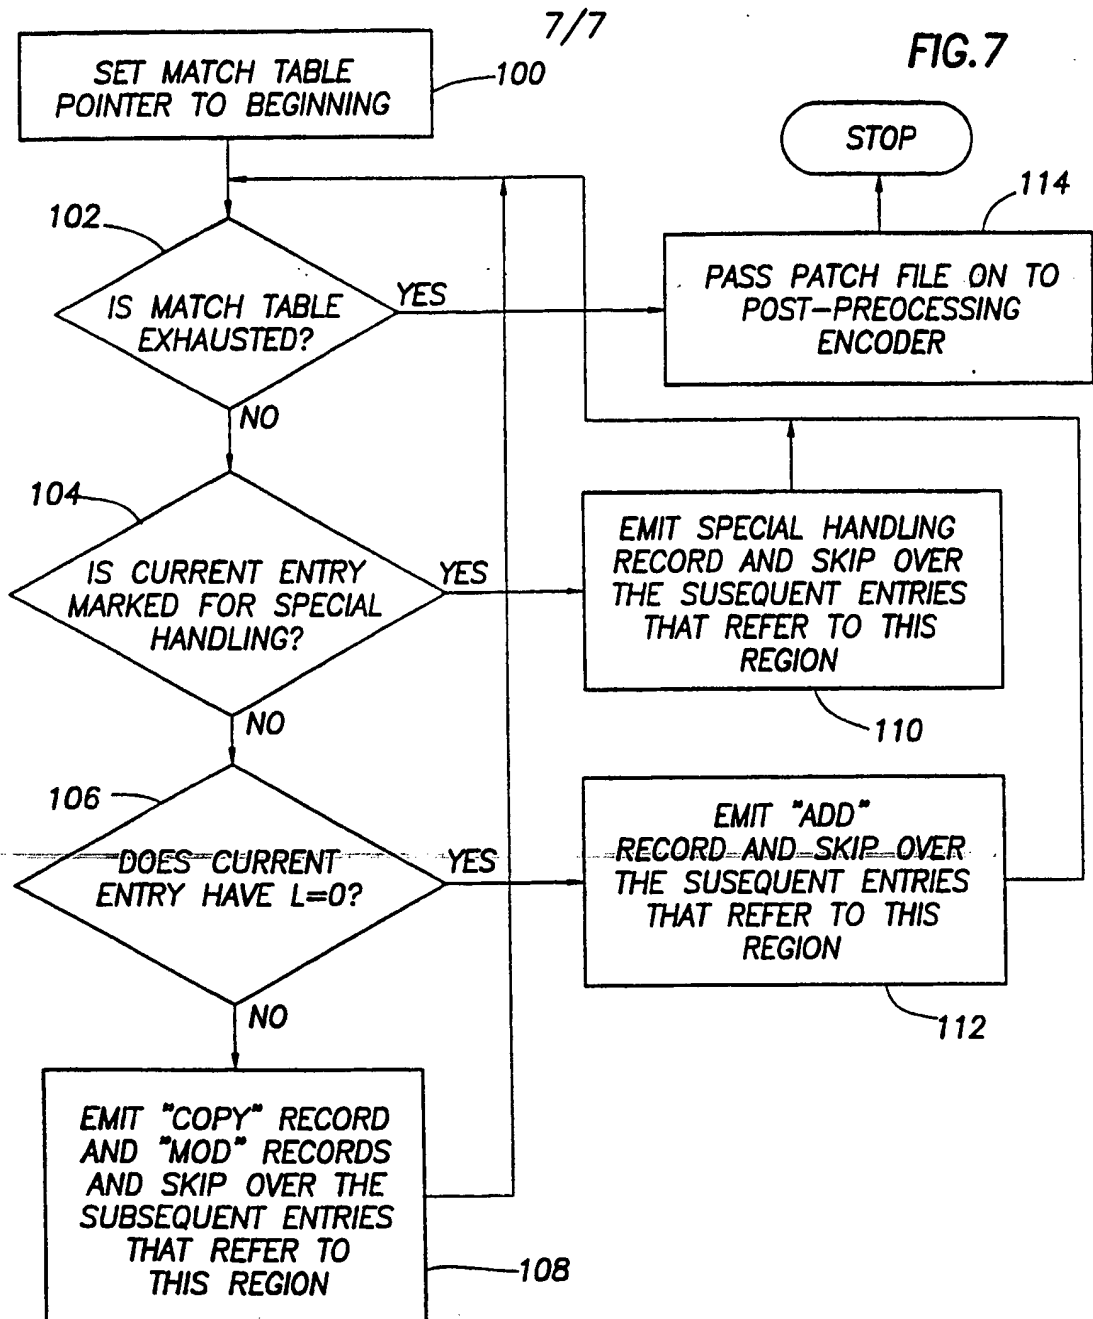 7/7
FIG.7
SET MATCH TABLE
POINTER TO BEGINNING
100
STOP
114
102
IS MATCH TABLE
EXHAUSTED?
YES
PASS PATCH FILE ON TO
POST-PREOCESSING
ENCODER
NO
104
IS CURRENT ENTRY
MARKED FOR SPECIAL
HANDLING?
YES
EMIT SPECIAL HANDLING
RECORD AND SKIP OVER
THE SUSEQUENT ENTRIES
THAT REFER TO THIS
REGION
110
NO
106
DOES CURRENT
ENTRY HAVE L=0?
YES
EMIT "ADD"
RECORD AND SKIP OVER
THE SUSEQUENT ENTRIES
THAT REFER TO THIS
REGION
112
NO
EMIT "COPY" RECORD
AND "MOD" RECORDS
AND SKIP OVER THE
SUBSEQUENT ENTRIES
THAT REFER TO
THIS REGION
108